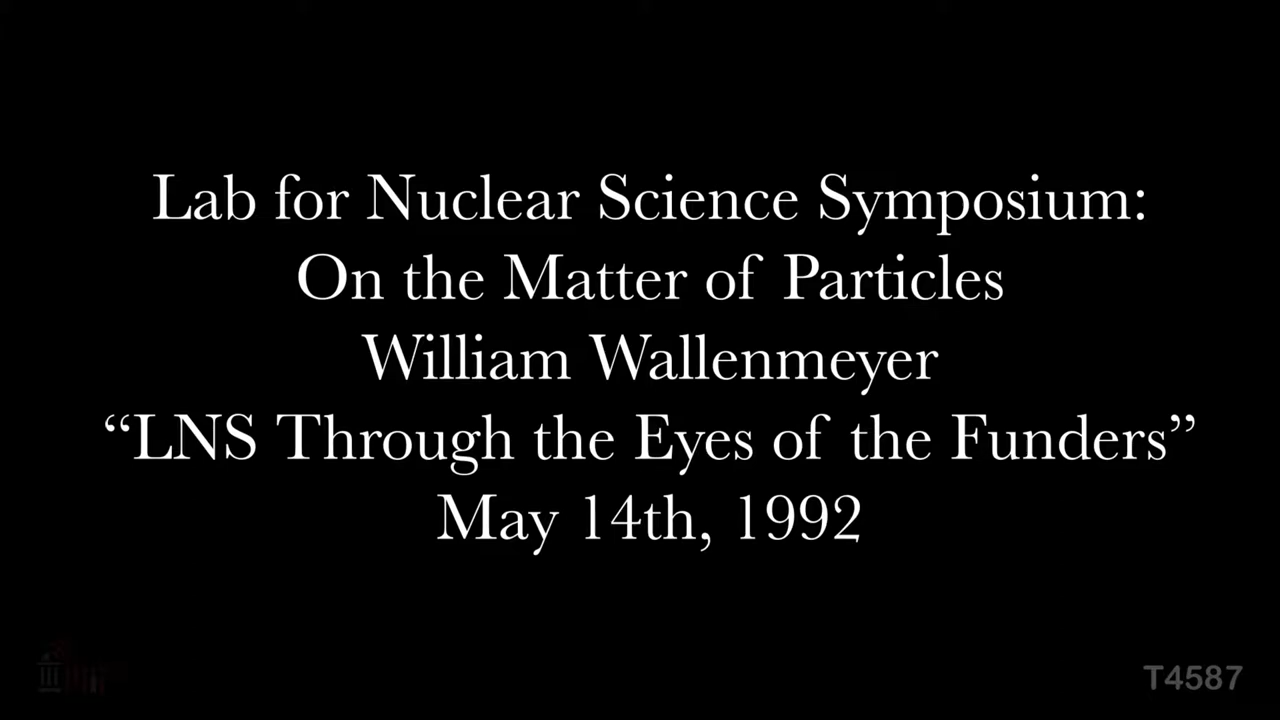 Lab for Nuclear Science Symposium:
On the Matter of Particles
William Wallenmeyer
“LNS Through the Eyes of the Funders”
May 14th, 1992
T4587